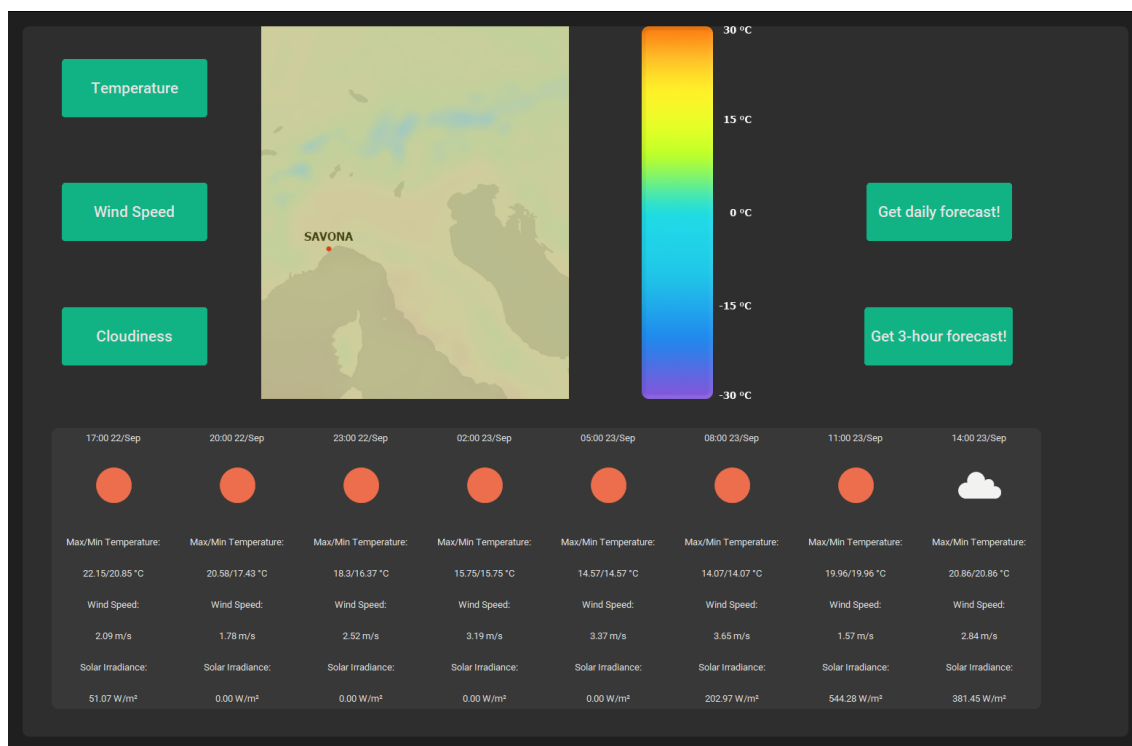 Temperature
Wind Speed
Cloudiness
SAVONA
30 ºC
15 ºC
0 ºC
-15 ºC
-30 ºC
Get daily forecast!
Get 3-hour forecast!
17:00 22/Sep
Max/Min Temperature:
22.15/20.85 °C
Wind Speed:
2.09 m/s
Solar Irradiance:
51.07 W/m²
20:00 22/Sep
Max/Min Temperature:
20.58/17.43 °C
Wind Speed:
1.78 m/s
Solar Irradiance:
0.00 W/m²
23:00 22/Sep
Max/Min Temperature:
18.3/16.37 °C
Wind Speed:
2.52 m/s
Solar Irradiance:
0.00 W/m²
02:00 23/Sep
Max/Min Temperature:
15.75/15.75 °C
Wind Speed:
3.19 m/s
Solar Irradiance:
0.00 W/m²
05:00 23/Sep
Max/Min Temperature:
14.57/14.57 °C
Wind Speed:
3.37 m/s
Solar Irradiance:
0.00 W/m²
08:00 23/Sep
Max/Min Temperature:
14.07/14.07 °C
Wind Speed:
3.65 m/s
Solar Irradiance:
202.97 W/m²
11:00 23/Sep
Max/Min Temperature:
19.96/19.96 °C
Wind Speed:
1.57 m/s
Solar Irradiance:
544.28 W/m²
14:00 23/Sep
Max/Min Temperature:
20.86/20.86 °C
Wind Speed:
2.84 m/s
Solar Irradiance:
381.45 W/m²